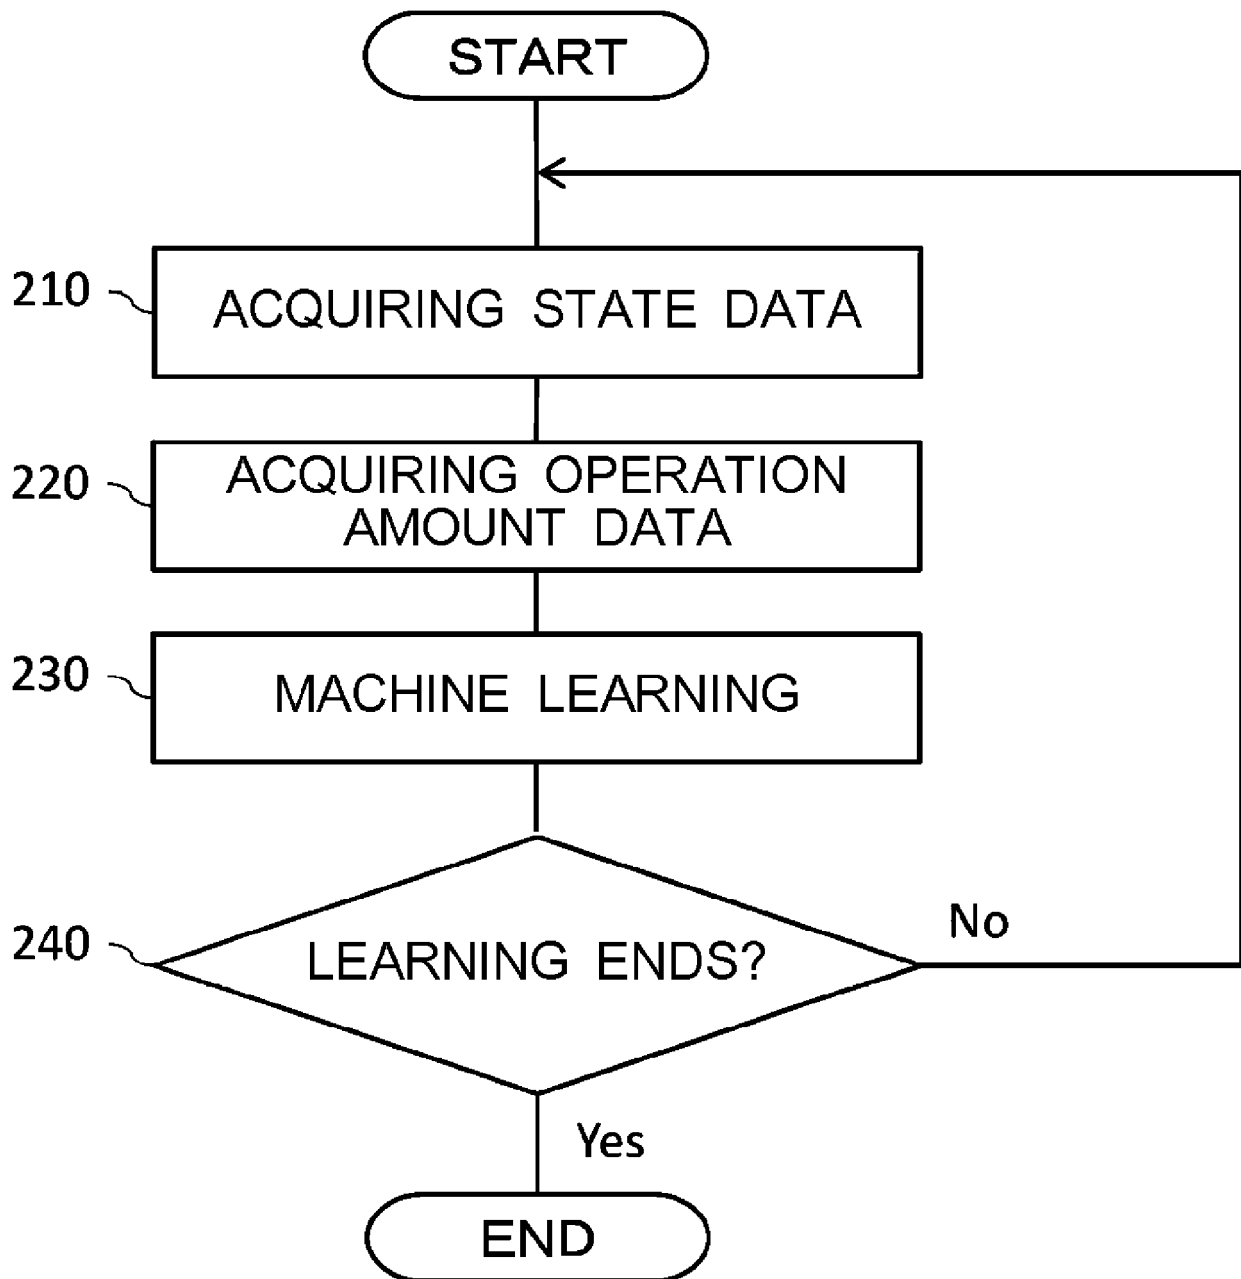 START
210
ACQUIRING STATE DATA
220
ACQUIRING OPERATION
AMOUNT DATA
230
MACHINE LEARNING
240
LEARNING ENDS?
No
Yes
END